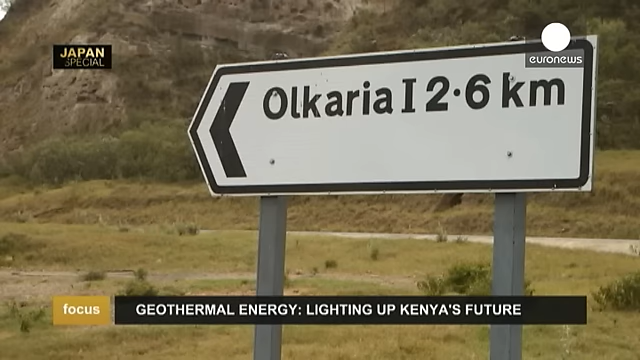 JAPAN
SPECIAL
euronews
Olkaria I 2·6 km
focus
GEOTHERMAL ENERGY: LIGHTING UP KENYA'S FUTURE